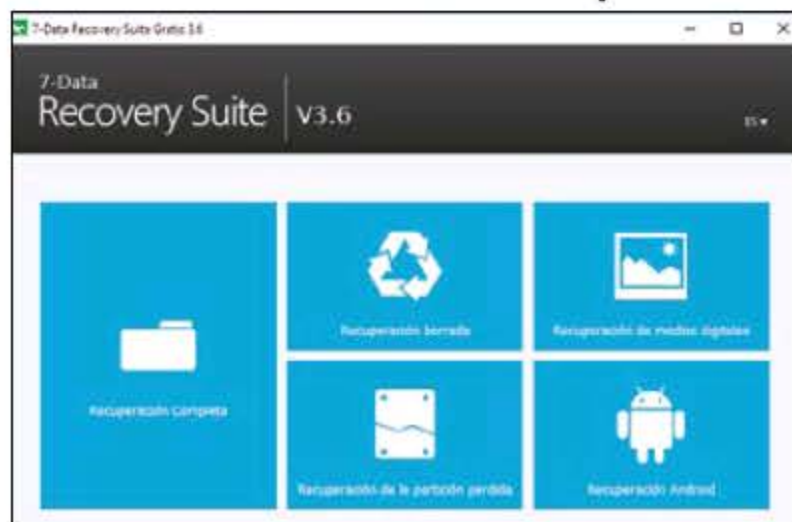 7-Data Recovery Suite Gratis 3.6
7-Data
Recovery Suite
V3.6
ES
Recuperación Completa
Recuperación borrada
Recuperación de medios digitales
Recuperación de la partición perdida
Recuperación Android